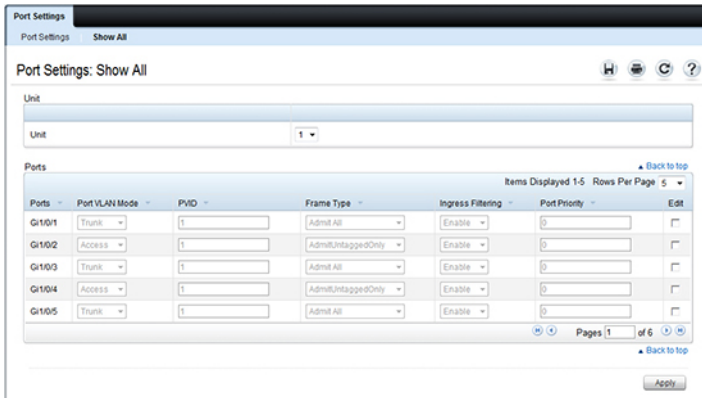 Port Settings
Port Settings Show All
Port Settings: Show All
?
Unit
Unit 1
Ports
Back to top
Items Displayed 1-5 Rows Per Page 5
Ports Port VLAN Mode PVID Frame Type Ingress Filtering Port Priority Edit
Gi1/0/1 Trunk 1 Admit All Enable 0
Gi1/0/2 Access 1 AdmitUntaggedOnly Enable 0
Gi1/0/3 Trunk 1 Admit All Enable 0
Gi1/0/4 Access 1 AdmitUntaggedOnly Enable 0
Gi1/0/5 Trunk 1 Admit All Enable 0
Pages 1 of 6
Back to top
Apply